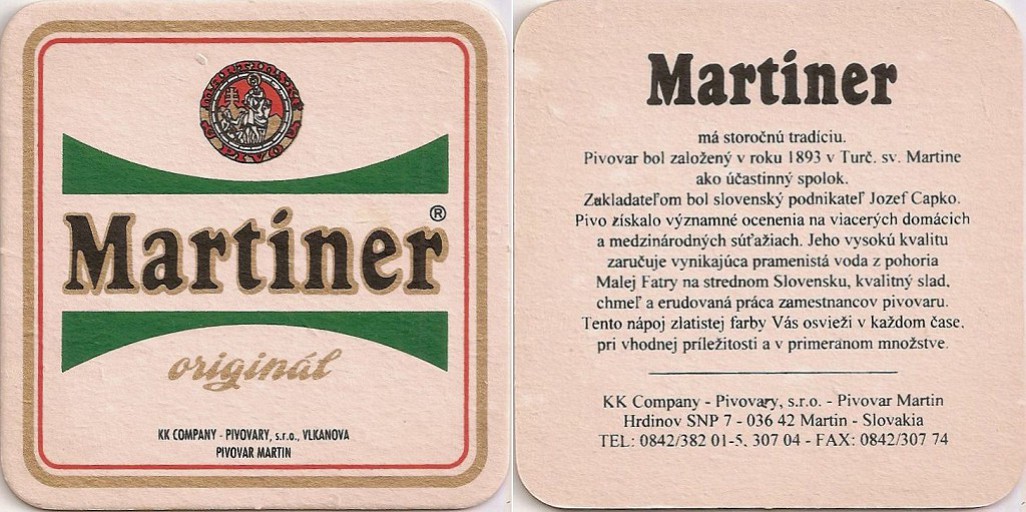 MARTINSKÉ
PIVO
Martiner®
originál
KK COMPANY - PIVOVARY, s.r.o., VLKANOVA
PIVOVAR MARTIN
Martiner
má storočnú tradíciu.
Pivovar bol založený v roku 1893 v Turč. sv. Martine
ako účastinný spolok.
Zakladateľom bol slovenský podnikateľ Jozef Capko.
Pivo získalo významné ocenenia na viacerých domácich
a medzinárodných súťažiach. Jeho vysokú kvalitu
zaručuje vynikajúca pramenistá voda z pohoria
Malej Fatry na strednom Slovensku, kvalitný slad,
chmeľ a erudovaná práca zamestnancov pivovaru.
Tento nápoj zlatistej farby Vás osvieži v každom čase,
pri vhodnej príležitosti a v primeranom množstve.
KK Company - Pivovary, s.r.o. - Pivovar Martin
Hrdinov SNP 7 - 036 42 Martin - Slovakia
TEL: 0842/382 01-5, 307 04 - FAX: 0842/307 74